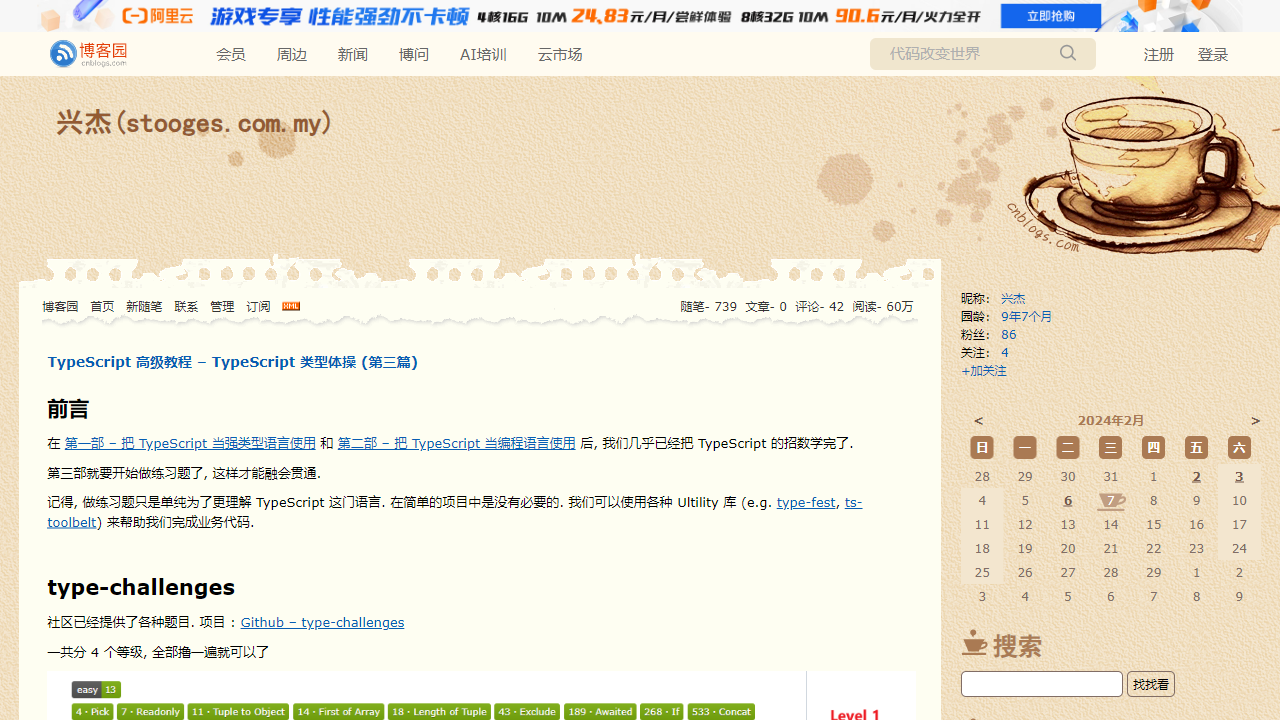 阿里云 游戏专享 性能强劲不卡顿 4核16G 10M 24.83元/月/尝鲜体验 8核32G 10M 90.6元/月/火力全开 立即抢购
博客园 cnblogs.com 会员 周边 新闻 博问 AI培训 云市场 代码改变世界 注册 登录
兴杰(stooges.com.my)
cnblogs.com
博客园 首页 新随笔 联系 管理 订阅 XML 随笔- 739 文章- 0 评论- 42 阅读- 60万
TypeScript 高级教程 – TypeScript 类型体操 (第三篇)
前言
在 第一部 – 把 TypeScript 当强类型语言使用 和 第二部 – 把 TypeScript 当编程语言使用 后, 我们几乎已经把 TypeScript 的招数学完了.
第三部就要开始做练习题了, 这样才能融会贯通.
记得, 做练习题只是单纯为了更理解 TypeScript 这门语言. 在简单的项目中是没有必要的. 我们可以使用各种 Ultility 库 (e.g. type-fest, ts-
toolbelt) 来帮助我们完成业务代码.
type-challenges
社区已经提供了各种题目. 项目 : Github – type-challenges
一共分 4 个等级, 全部撸一遍就可以了
easy 13
4・Pick 7・Readonly 11・Tuple to Object 14・First of Array 18・Length of Tuple 43・Exclude 189・Awaited 268・If 533・Concat
Level 1
昵称: 兴杰
园龄: 9年7个月
粉丝: 86
关注: 4
+加关注
< 2024年2月 >
日 一 二 三 四 五 六
28 29 30 31 1 2 3
4 5 6 7 8 9 10
11 12 13 14 15 16 17
18 19 20 21 22 23 24
25 26 27 28 29 1 2
3 4 5 6 7 8 9
搜索
找找看